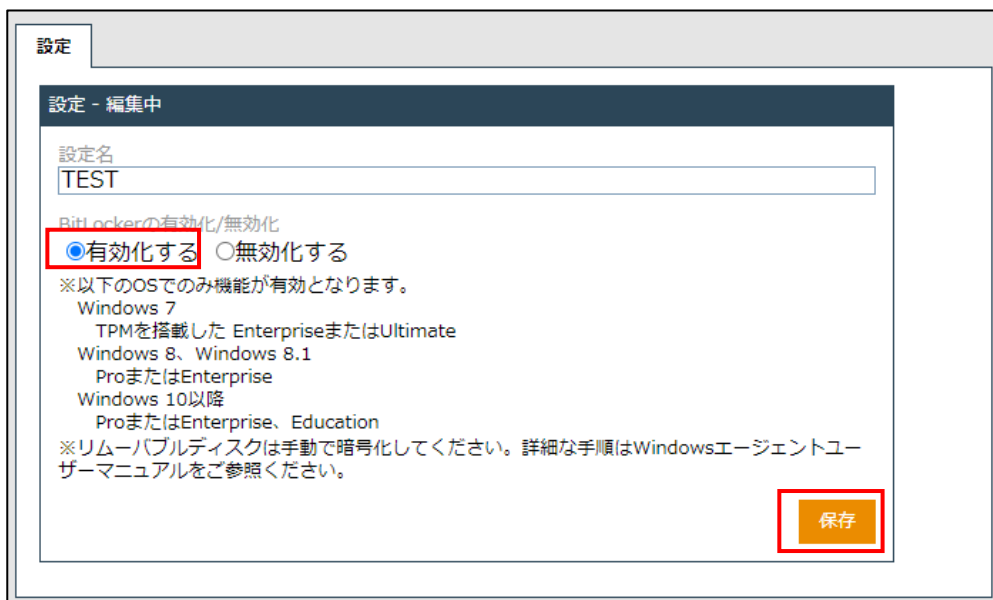 設定
設定 - 編集中
設定名
TEST
BitLockerの有効化/無効化
有効化する 無効化する
※以下のOSでのみ機能が有効となります。
Windows 7
TPMを搭載した EnterpriseまたはUltimate
Windows 8、Windows 8.1
ProまたはEnterprise
Windows 10以降
ProまたはEnterprise、Education
※リムーバブルディスクは手動で暗号化してください。詳細な手順はWindowsエージェントユー
ザーマニュアルをご参照ください。
保存